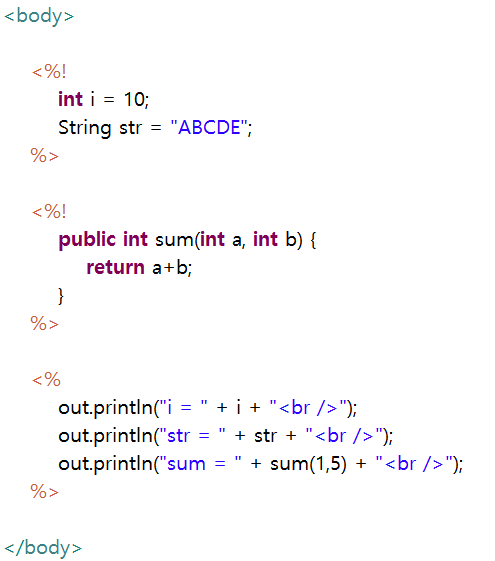 <body>
<%!
int i = 10;
String str = "ABCDE";
%>
<%!
public int sum(int a, int b) {
return a+b;
}
%>
<%
out.println("i = " + i + "<br />");
out.println("str = " + str + "<br />");
out.println("sum = " + sum(1,5) + "<br />");
%>
</body>